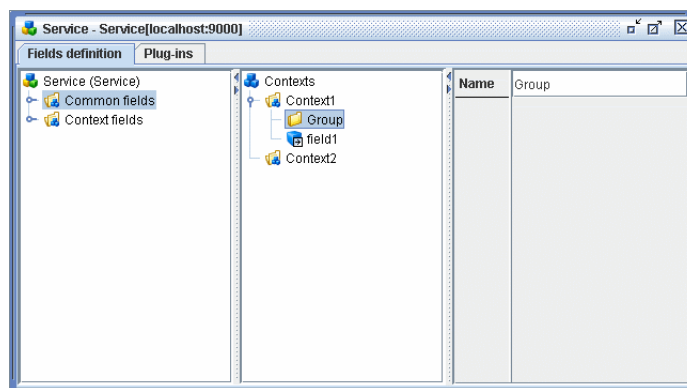 Service - Service[localhost:9000]
Fields definition
Plug-ins
Service (Service)
Common fields
Context fields
Contexts
Context1
Group
field1
Context2
Name
Group